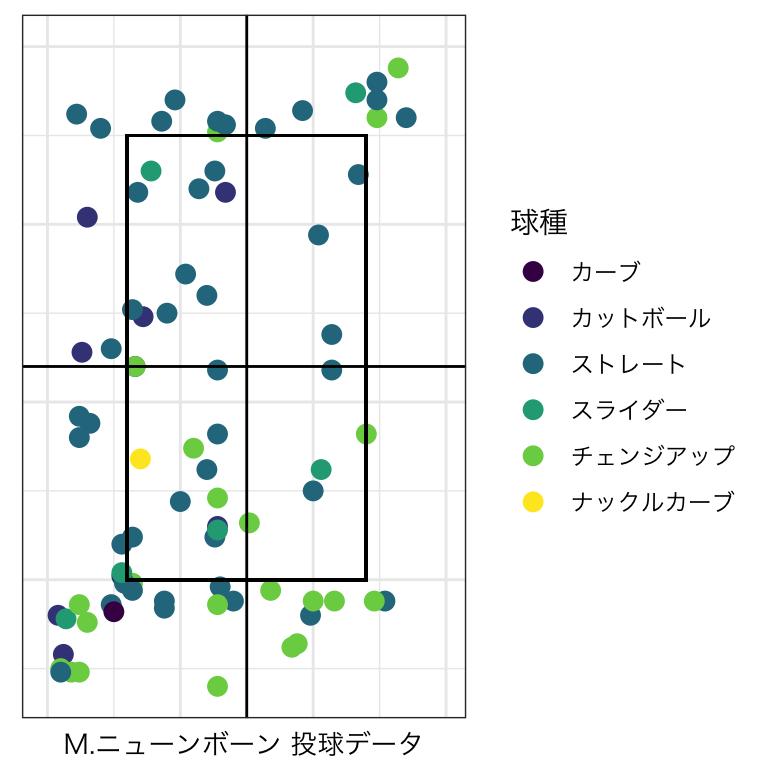 球種
カーブ
カットボール
ストレート
スライダー
チェンジアップ
ナックルカーブ
M.ニューンボーン 投球データ